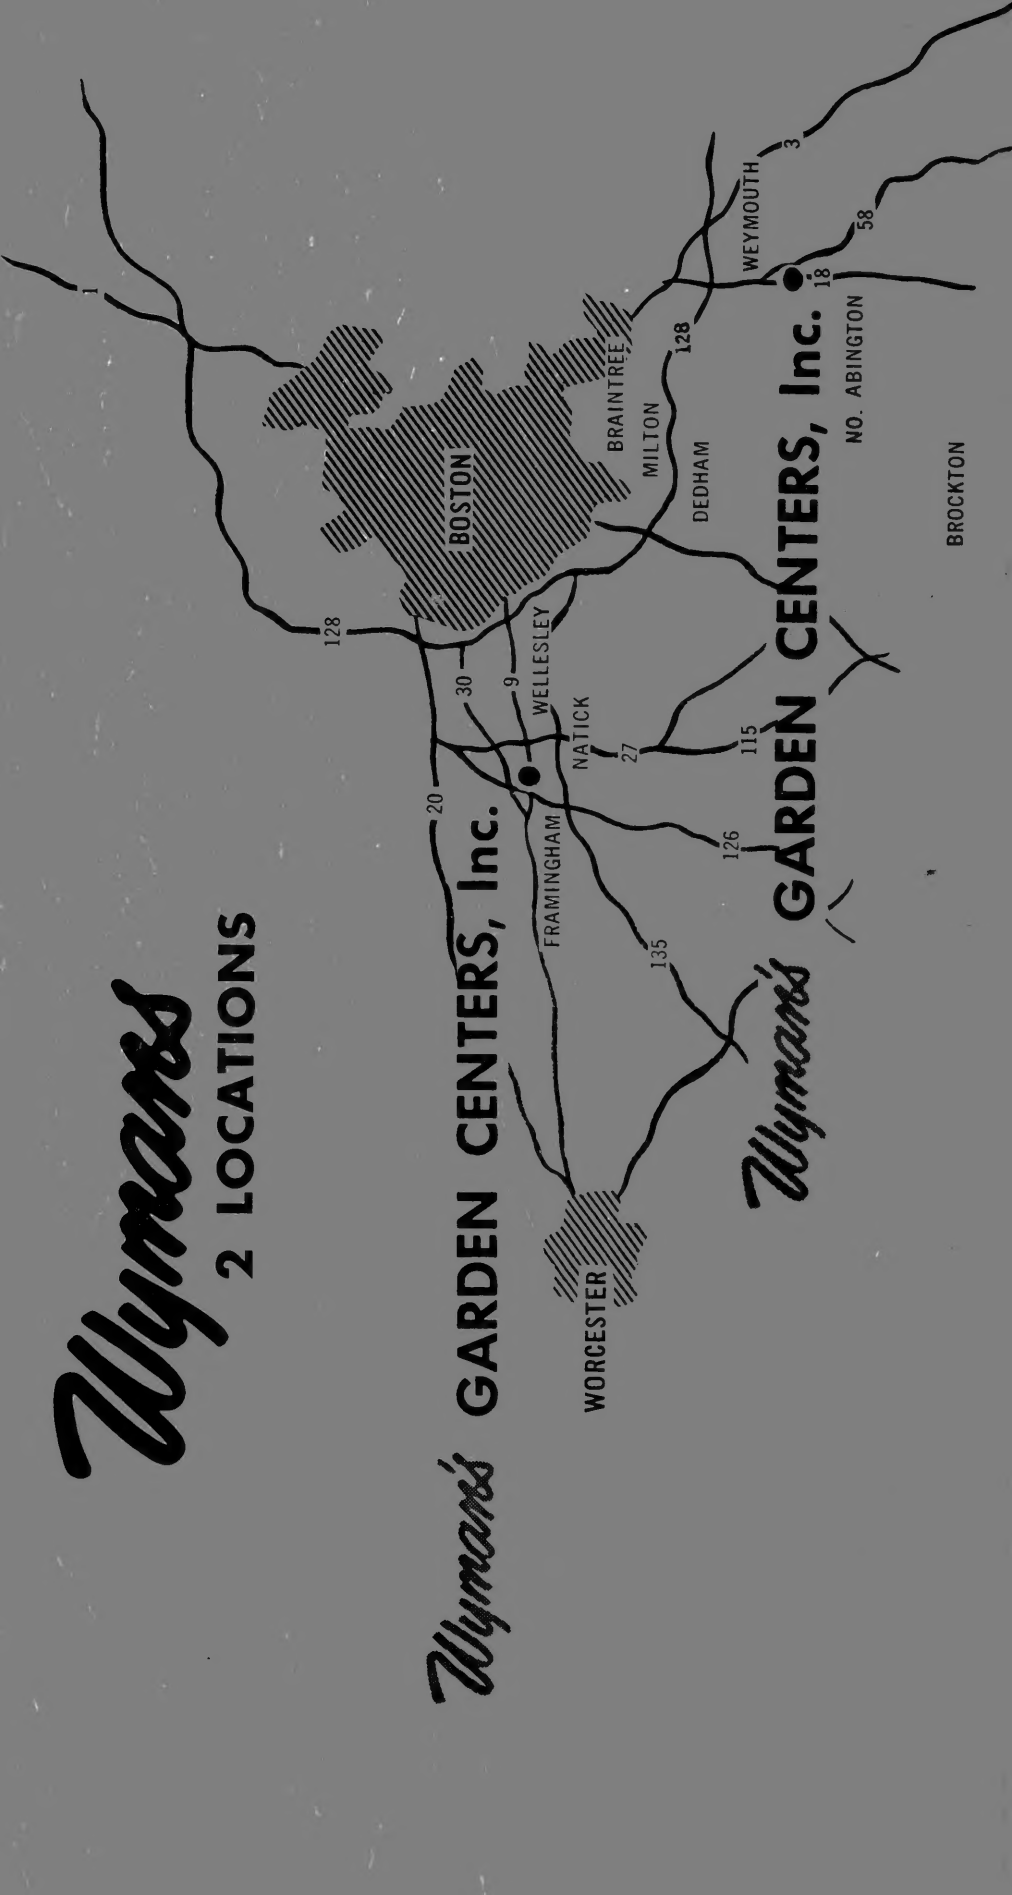 Wymans
2 LOCATIONS
1
128
BOSTON
20
30
9
WELLESLEY
Wyman's GARDEN CENTERS, Inc.
FRAMINGHAM
NATICK
WORCESTER
BRAINTREE
27
MILTON
135
128
DEDHAM
126
115
WEYMOUTH
3
Wyman's GARDEN CENTERS, Inc.
18
NO. ABINGTON
58
BROCKTON